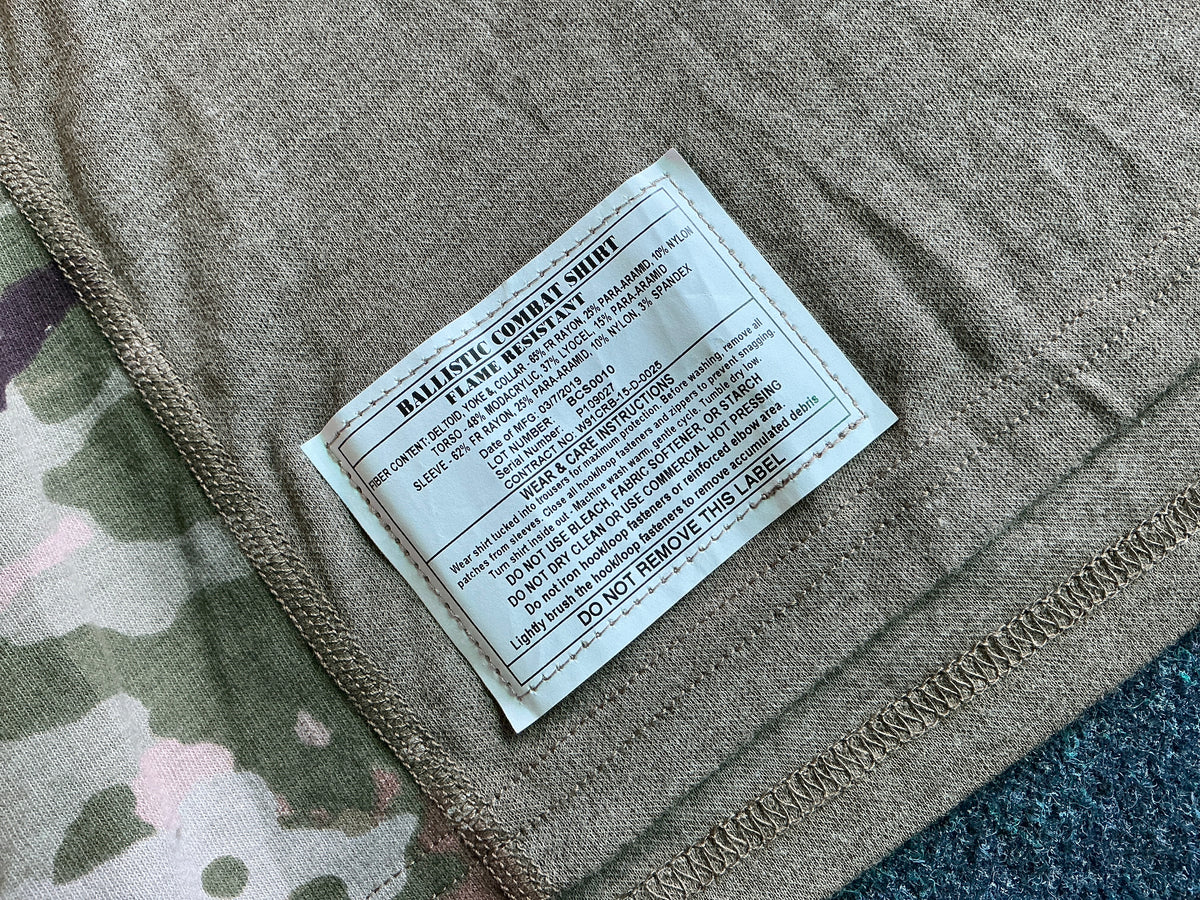 BALLISTIC COMBAT SHIRT
FLAME RESISTANT
FIBER CONTENT: DELTOID, YOKE & COLLAR - 65% FR RAYON, 25% PARA-ARAMID, 10% NYLON
TORSO - 48% MODACRYLIC, 37% LYOCEL, 15% PARA-ARAMID
SLEEVE - 62% FR RAYON, 25% PARA-ARAMID, 10% NYLON, 3% SPANDEX
Date of MFG: 03/7/2019
LOT NUMBER: BCS0010
Serial Number: P109027
CONTRACT NO. W91CRB-15-D-0025
WEAR & CARE INSTRUCTIONS
Wear shirt tucked into trousers for maximum protection. Before washing, remove all
patches from sleeves. Close all hook/loop fasteners and zippers to prevent snagging.
Turn shirt inside out - Machine wash warm, gentle cycle. Tumble dry low.
DO NOT USE BLEACH, FABRIC SOFTENER, OR STARCH
DO NOT DRY CLEAN OR USE COMMERCIAL HOT PRESSING
Do not iron hook/loop fasteners or reinforced elbow area.
Lightly brush the hook/loop fasteners to remove accumulated debris
DO NOT REMOVE THIS LABEL